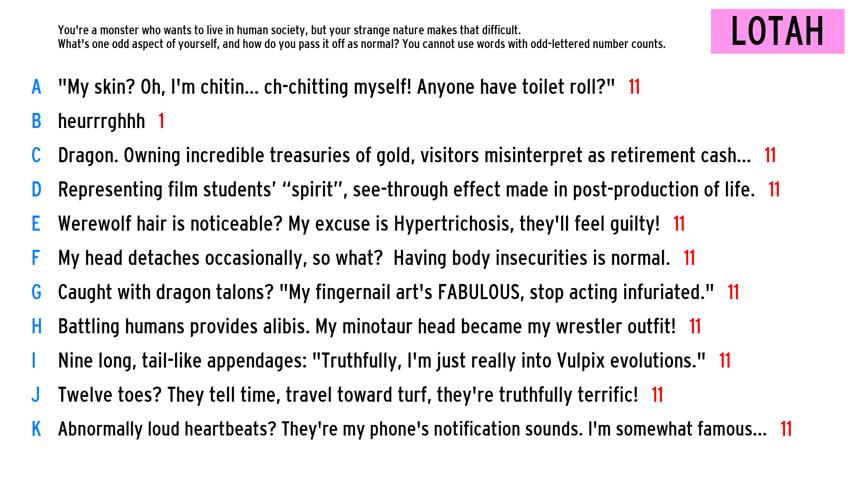 You're a monster who wants to live in human society, but your strange nature makes that difficult.
What's one odd aspect of yourself, and how do you pass it off as normal? You cannot use words with odd-lettered number counts.
LOTAH
A "My skin? Oh, I'm chitin... ch-chitting myself! Anyone have toilet roll?" 11
B heurrrghhh 1
C Dragon. Owning incredible treasuries of gold, visitors misinterpret as retirement cash... 11
D Representing film students’ “spirit”, see-through effect made in post-production of life. 11
E Werewolf hair is noticeable? My excuse is Hypertrichosis, they'll feel guilty! 11
F My head detaches occasionally, so what?  Having body insecurities is normal. 11
G Caught with dragon talons? "My fingernail art's FABULOUS, stop acting infuriated." 11
H Battling humans provides alibis. My minotaur head became my wrestler outfit! 11
I Nine long, tail-like appendages: "Truthfully, I'm just really into Vulpix evolutions." 11
J Twelve toes? They tell time, travel toward turf, they're truthfully terrific! 11
K Abnormally loud heartbeats? They're my phone's notification sounds. I'm somewhat famous... 11